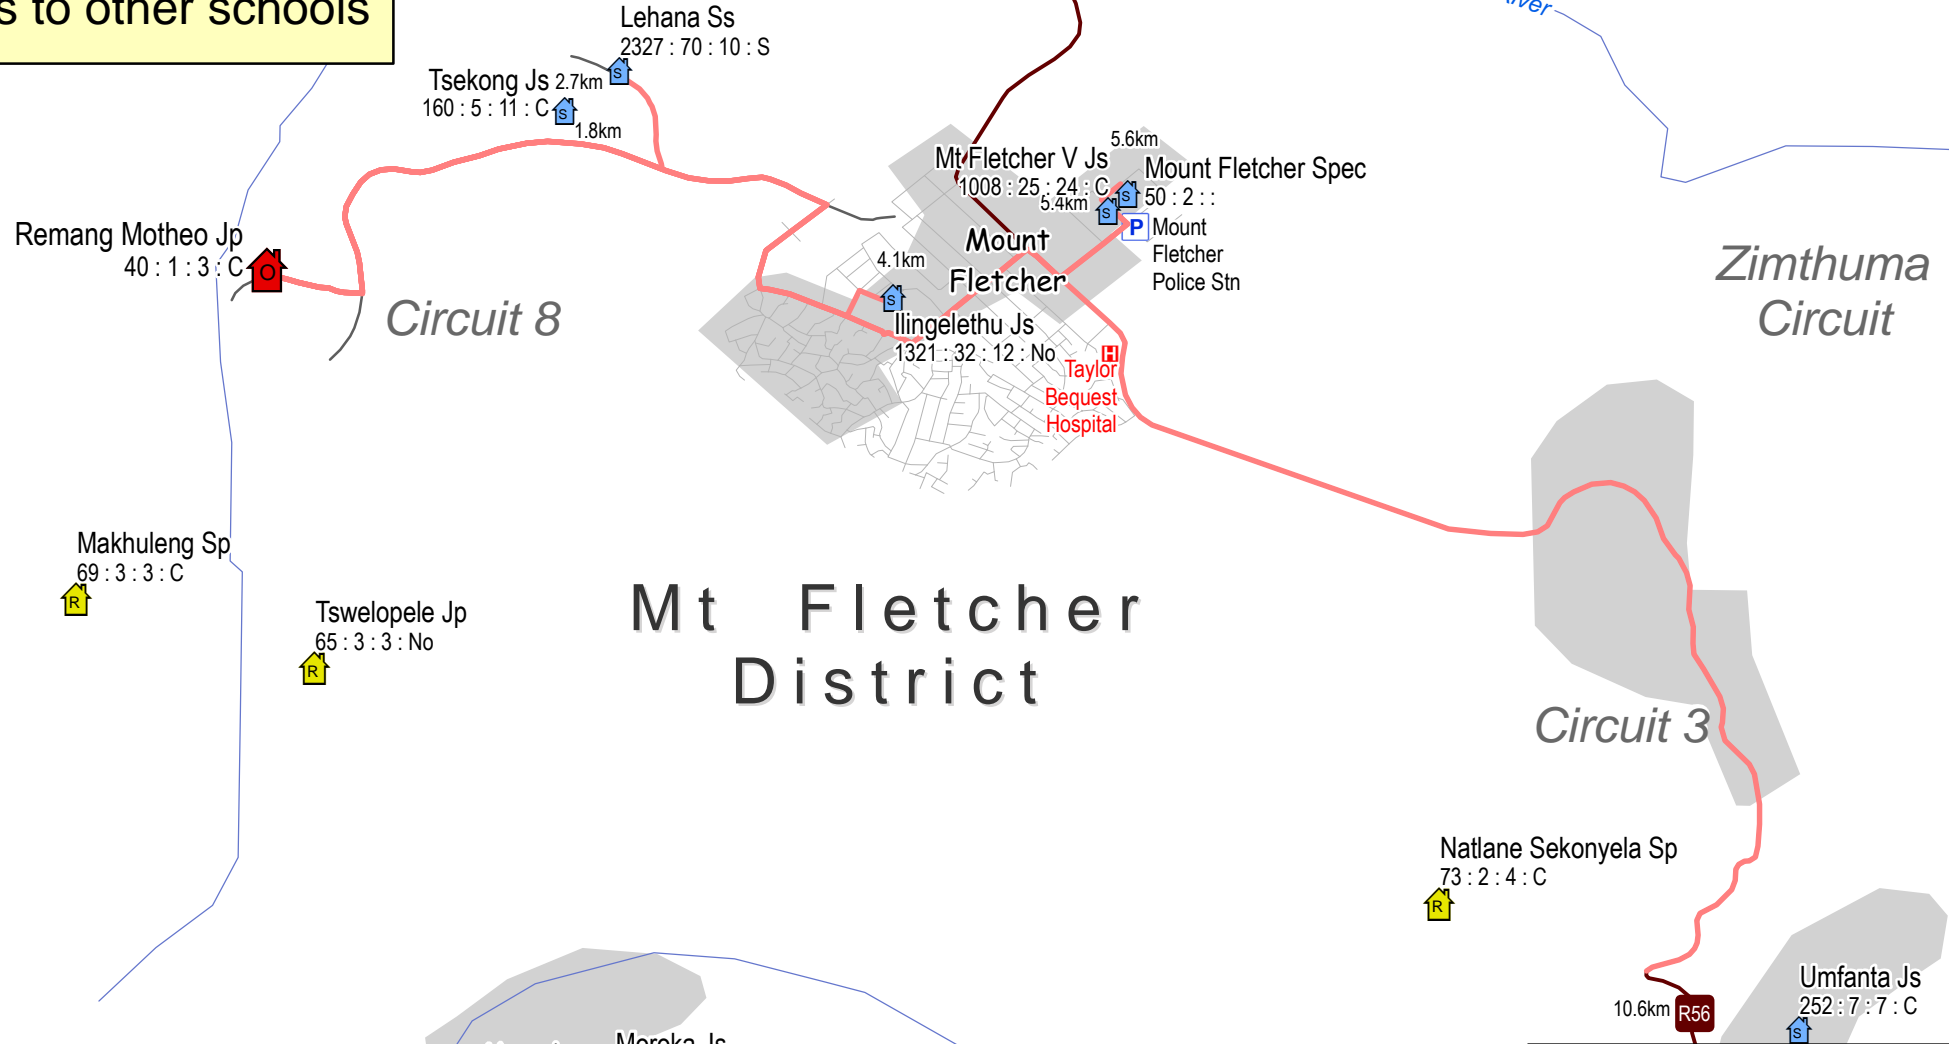 s to other schools
River
Lehana Ss
2327 : 70 : 10 : S
Tsekong Js
2.7km
160 : 5 : 11 : C
S
S
1.8km
5.6km
Mt Fletcher V Js
1008 : 25 : 24 : C
5.4km
Mount Fletcher Spec
50 : 2 : :
S
S
P
Mount
Fletcher
Police Stn
Remang Motheo Jp
40 : 1 : 3 : C
O
Mount
Fletcher
4.1km
S
Ilingelethu Js
1321 : 32 : 12 : No
Circuit 8
Zimthuma
Circuit
H
Taylor
Bequest
Hospital
Makhuleng Sp
69 : 3 : 3 : C
R
Tswelopele Jp
65 : 3 : 3 : No
R
Mt Fletcher
District
Circuit 3
Natlane Sekonyela Sp
73 : 2 : 4 : C
R
10.6km
R56
Umfanta Js
252 : 7 : 7 : C
S
Moroka Js